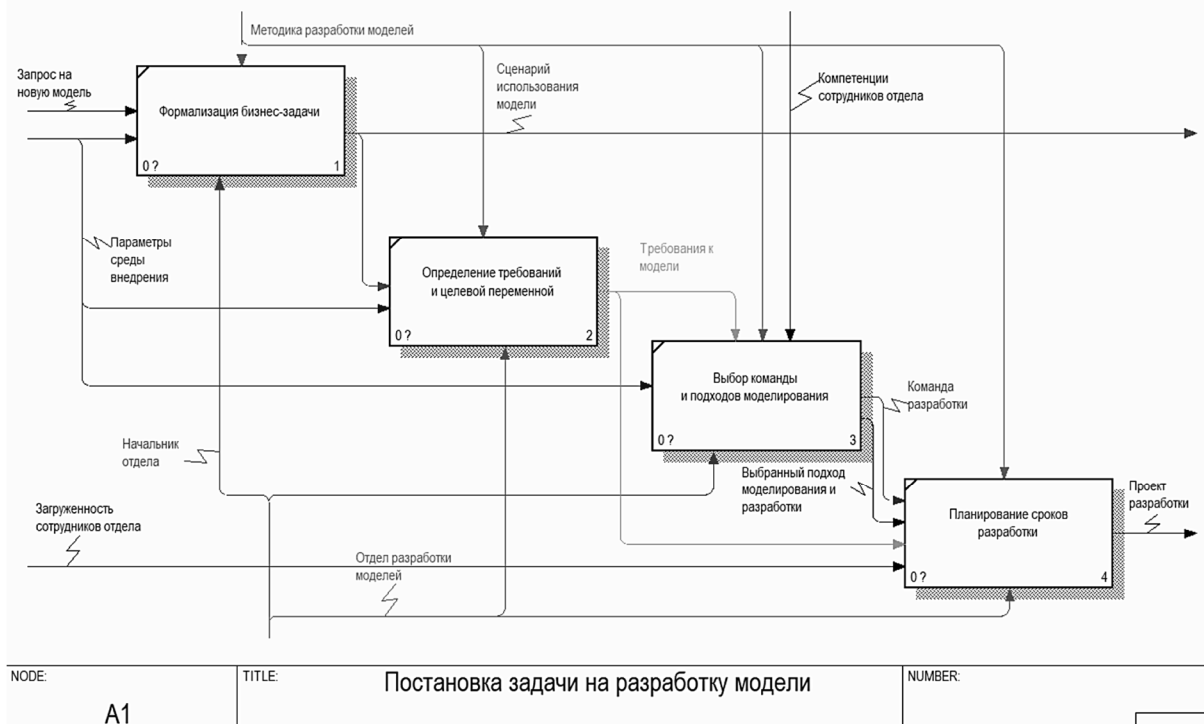 Методика разработки моделей
Запрос на
новую модель
Сценарий
использования
модели
Компетенции
сотрудников отдела
Формализация бизнес-задачи
0 ?
1
Параметры
среды
внедрения
Определение требований
и целевой переменной
0 ?
2
Требования к
модели
Выбор команды
и подходов моделирования
0 ?
3
Команда
разработки
Начальник
отдела
Выбранный подход
моделирования и
разработки
Загруженность
сотрудников отдела
Планирование сроков
разработки
0 ?
4
Проект
разработки
Отдел разработки
моделей
NODE:
A1
TITLE:
Постановка задачи на разработку модели
NUMBER: